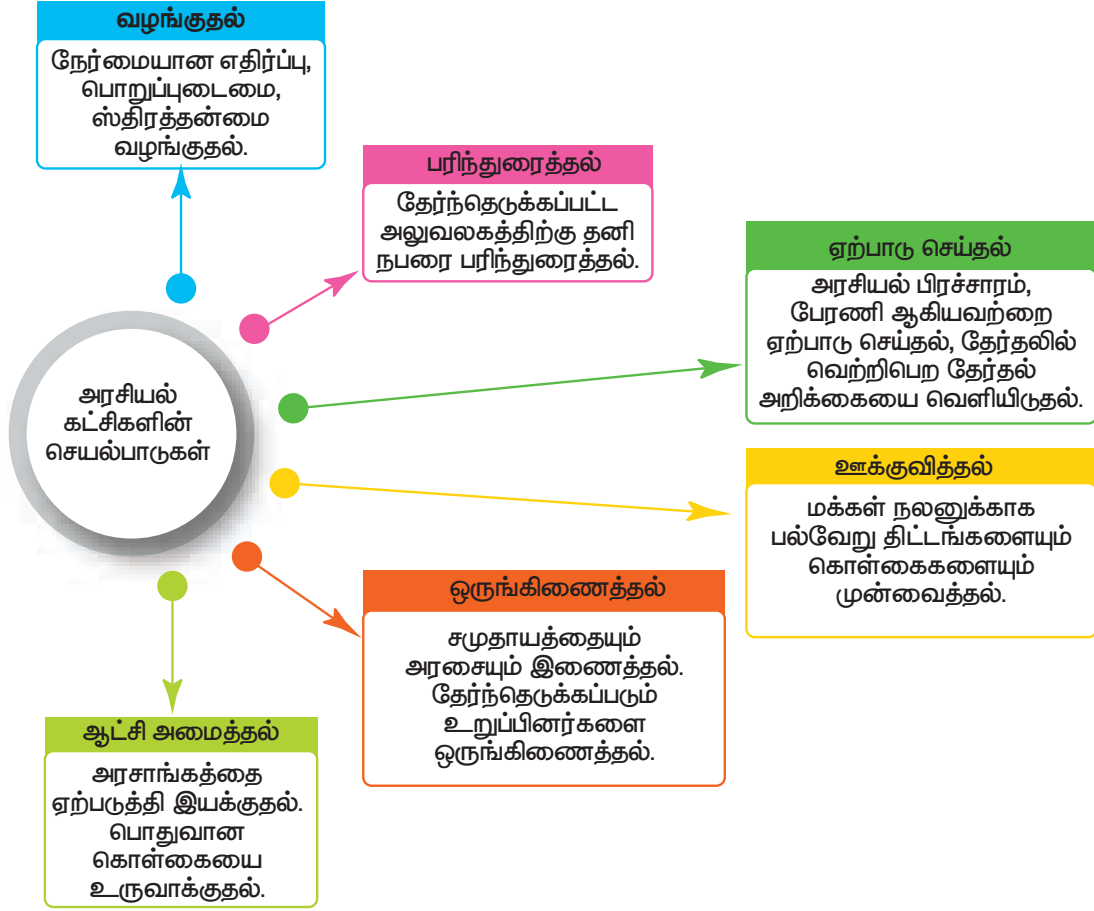 வழங்குதல்
நேர்மையான எதிர்ப்பு,
பொறுப்புடைமை,
ஸ்திரத்தன்மை
வழங்குதல்.
பரிந்துரைத்தல்
தேர்ந்தெடுக்கப்பட்ட
அலுவலகத்திற்கு தனி
நபரை பரிந்துரைத்தல்.
ஏற்பாடு செய்தல்
அரசியல் பிரச்சாரம்,
பேரணி ஆகியவற்றை
ஏற்பாடு செய்தல், தேர்தலில்
வெற்றிபெற தேர்தல்
அறிக்கையை வெளியிடுதல்.
அரசியல்
கட்சிகளின்
செயல்பாடுகள்
ஊக்குவித்தல்
மக்கள் நலனுக்காக
பல்வேறு திட்டங்களையும்
கொள்கைகளையும்
முன்வைத்தல்.
ஒருங்கிணைத்தல்
சமுதாயத்தையும்
அரசையும் இணைத்தல்.
தேர்ந்தெடுக்கப்படும்
உறுப்பினர்களை
ஒருங்கிணைத்தல்.
ஆட்சி அமைத்தல்
அரசாங்கத்தை
ஏற்படுத்தி இயக்குதல்.
பொதுவான
கொள்கையை
உருவாக்குதல்.